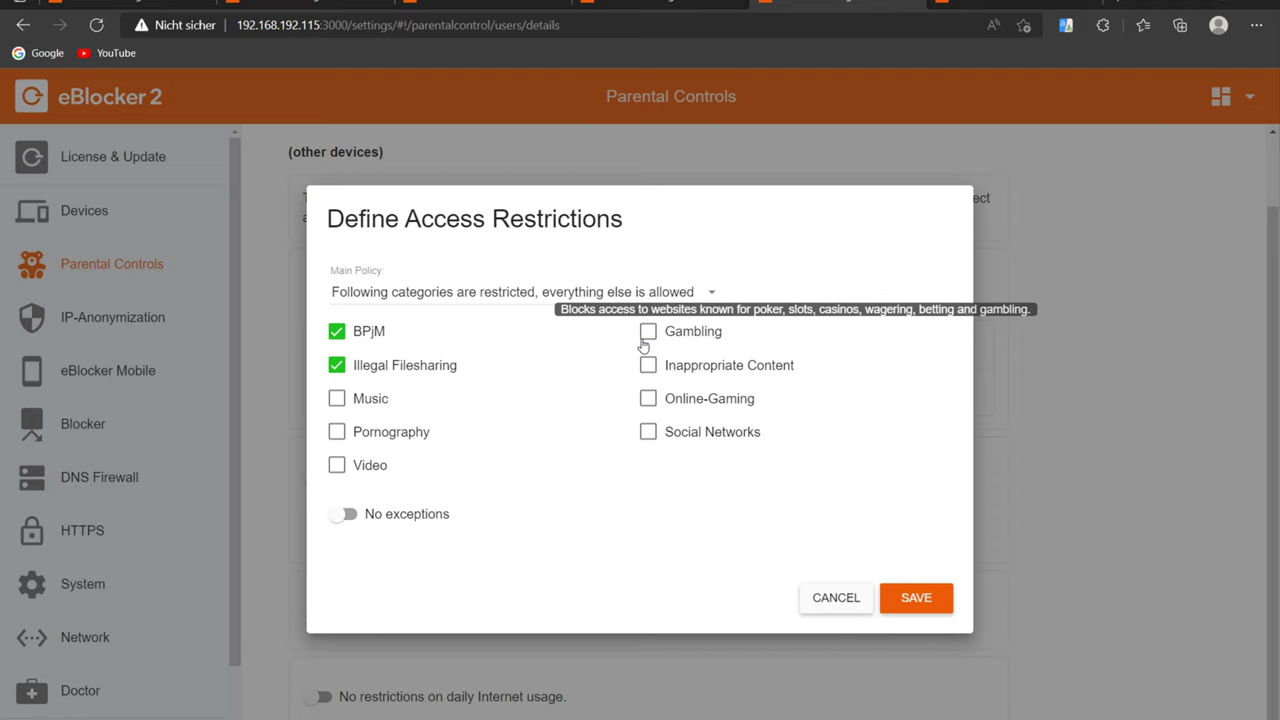 Nicht sicher
192.168.192.115:3000/settings/#!/parentalcontrol/users/details
Google
YouTube
eBlocker 2
Parental Controls
License & Update
Devices
Parental Controls
IP-Anonymization
eBlocker Mobile
Blocker
DNS Firewall
HTTPS
System
Network
Doctor
(other devices)
ect
Define Access Restrictions
Main Policy:
Following categories are restricted, everything else is allowed
Blocks access to websites known for poker, slots, casinos, wagering, betting and gambling.
BPjM
Gambling
Illegal Filesharing
Inappropriate Content
Music
Online-Gaming
Pornography
Social Networks
Video
No exceptions
CANCEL
SAVE
No restrictions on daily Internet usage.